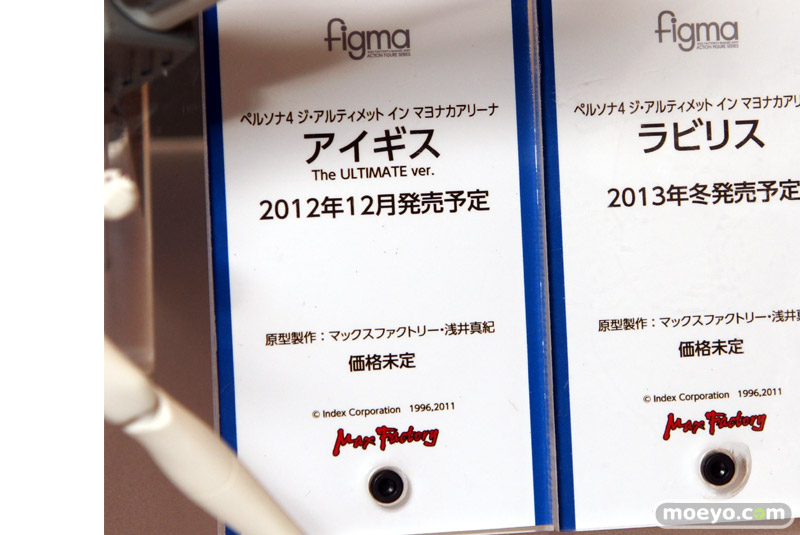 figma
ACTION FIGURE SERIES
ペルソナ4 ジ・アルティメット イン マヨナカアリーナ
アイギス
The ULTIMATE ver.
2012年12月発売予定
原型製作：マックスファクトリー・浅井真紀
価格未定
© Index Corporation 1996,2011
Max Factory
figma
ACTION FIGURE SERIES
ペルソナ4 ジ・アルティメット イン マヨナカアリ
ラビリス
2013年冬発売予定
原型製作：マックスファクトリー・浅井真
価格未定
© Index Corporation 1996,2011
Max Factory
moeyo.com